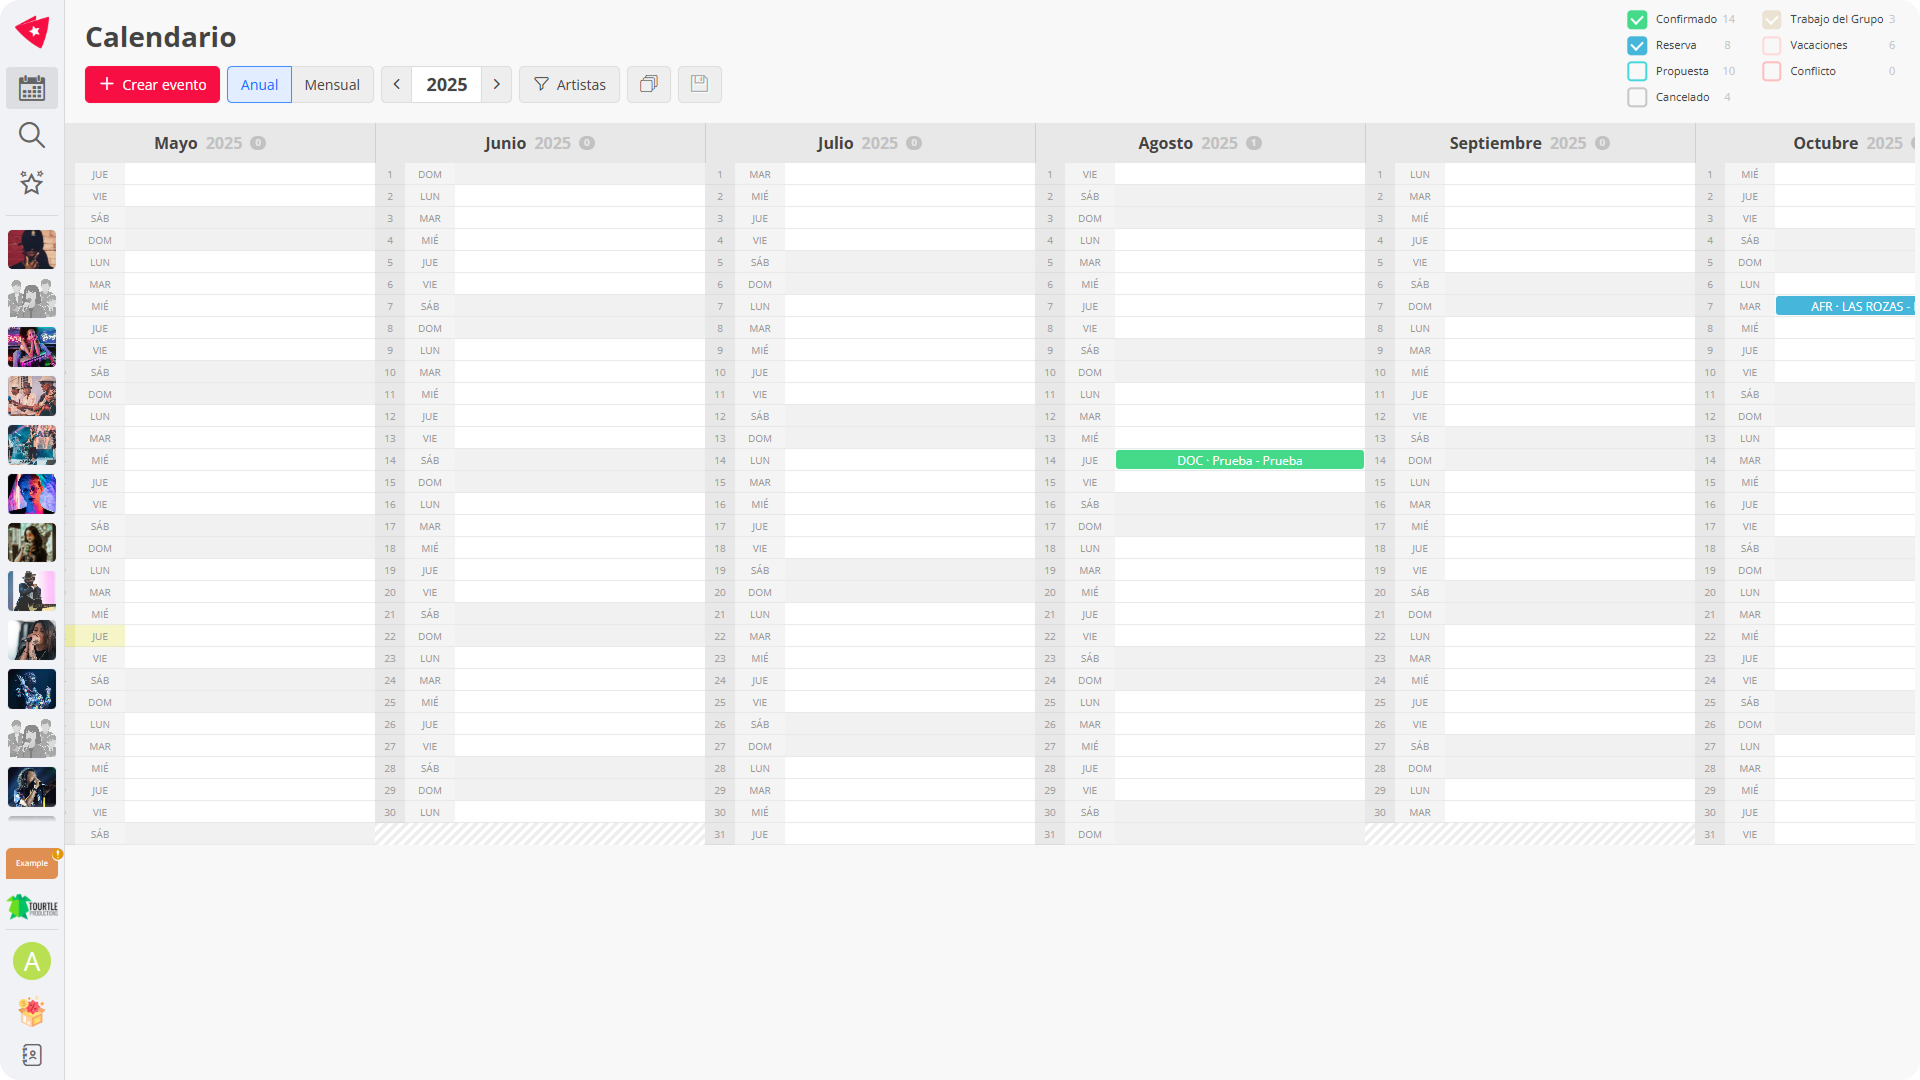 Calendario
Crear evento
Anual
Mensual
2025
Artistas
Confirmado 14
Reserva 8
Propuesta 10
Cancelado 4
Trabajo del Grupo 3
Vacaciones 6
Conflicto 0
Mayo 2025 0
Junio 2025 0
Julio 2025 0
Agosto 2025 1
Septiembre 2025 0
Octubre 2025
JUE 1 DOM 1 MAR 1 VIE 1 LUN 1 MIÉ
VIE 2 LUN 2 MIÉ 2 SÁB 2 MAR 2 JUE
SÁB 3 MAR 3 JUE 3 DOM 3 MIÉ 3 VIE
DOM 4 MIÉ 4 VIE 4 LUN 4 JUE 4 SÁB
LUN 5 JUE 5 SÁB 5 MAR 5 VIE 5 DOM
MAR 6 VIE 6 DOM 6 MIÉ 6 SÁB 6 LUN
MIÉ 7 SÁB 7 LUN 7 JUE 7 DOM 7 MAR AFR · LAS ROZAS -
JUE 8 DOM 8 MAR 8 VIE 8 LUN 8 MIÉ
VIE 9 LUN 9 MIÉ 9 SÁB 9 MAR 9 JUE
SÁB 10 MAR 10 JUE 10 DOM 10 MIÉ 10 VIE
DOM 11 MIÉ 11 VIE 11 LUN 11 JUE 11 SÁB
LUN 12 JUE 12 SÁB 12 MAR 12 VIE 12 DOM
MAR 13 VIE 13 DOM 13 MIÉ 13 SÁB 13 LUN
MIÉ 14 SÁB 14 LUN 14 JUE DOC · Prueba - Prueba 14 DOM 14 MAR
JUE 15 DOM 15 MAR 15 VIE 15 LUN 15 MIÉ
VIE 16 LUN 16 MIÉ 16 SÁB 16 MAR 16 JUE
SÁB 17 MAR 17 JUE 17 DOM 17 MIÉ 17 VIE
DOM 18 MIÉ 18 VIE 18 LUN 18 JUE 18 SÁB
LUN 19 JUE 19 SÁB 19 MAR 19 VIE 19 DOM
MAR 20 VIE 20 DOM 20 MIÉ 20 SÁB 20 LUN
MIÉ 21 SÁB 21 LUN 21 JUE 21 DOM 21 MAR
JUE 22 DOM 22 MAR 22 VIE 22 LUN 22 MIÉ
VIE 23 LUN 23 MIÉ 23 SÁB 23 MAR 23 JUE
SÁB 24 MAR 24 JUE 24 DOM 24 MIÉ 24 VIE
DOM 25 MIÉ 25 VIE 25 LUN 25 JUE 25 SÁB
LUN 26 JUE 26 SÁB 26 MAR 26 VIE 26 DOM
MAR 27 VIE 27 DOM 27 MIÉ 27 SÁB 27 LUN
MIÉ 28 SÁB 28 LUN 28 JUE 28 DOM 28 MAR
JUE 29 DOM 29 MAR 29 VIE 29 LUN 29 MIÉ
VIE 30 LUN 30 MIÉ 30 SÁB 30 MAR 30 JUE
SÁB 31 JUE 31 DOM 31 VIE
Example
TOURTLE
PRODUCTIONS
A